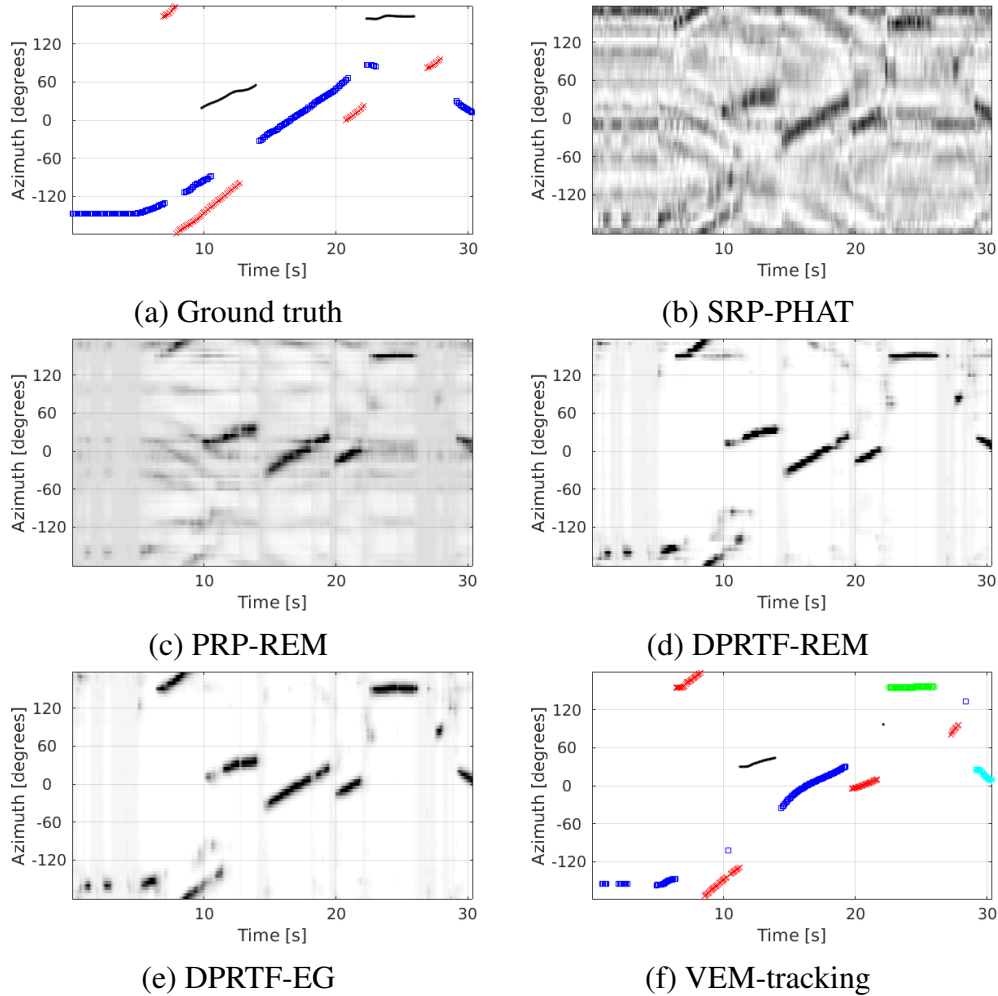 120
60
0
-60
-120
Azimuth [degrees]
10
20
30
Time [s]
(a) Ground truth
120
60
0
-60
-120
Azimuth [degrees]
10
20
30
Time [s]
(b) SRP-PHAT
120
60
0
-60
-120
Azimuth [degrees]
10
20
30
Time [s]
(c) PRP-REM
120
60
0
-60
-120
Azimuth [degrees]
10
20
30
Time [s]
(d) DPRTF-REM
120
60
0
-60
-120
Azimuth [degrees]
10
20
30
Time [s]
(e) DPRTF-EG
120
60
0
-60
-120
Azimuth [degrees]
10
20
30
Time [s]
(f) VEM-tracking